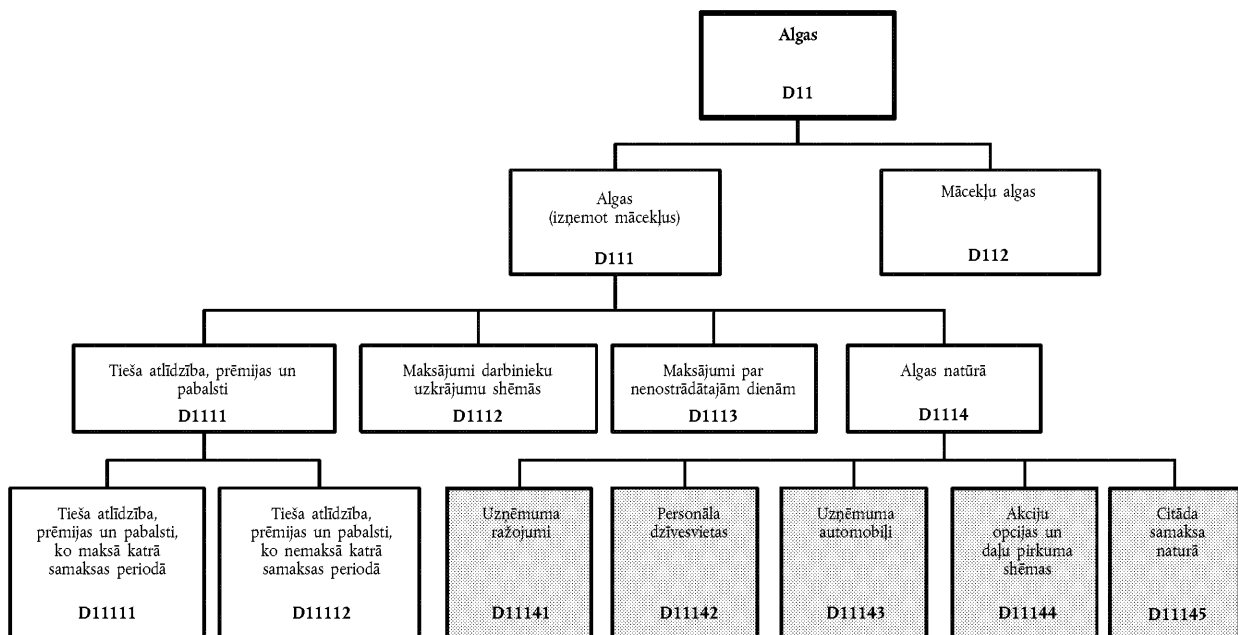 Algas
D11
Algas
(izņemot mācekļus)
D111
Mācekļu algas
D112
Tieša atlīdzība, prēmijas un
pabalsti
D1111
Maksājumi darbinieku
uzkrājumu shēmās
D1112
Maksājumi par
nenostrādātajām dienām
D1113
Algas natūrā
D1114
Tieša atlīdzība,
prēmijas un pabalsti,
ko maksā katrā
samaksas periodā
D11111
Tieša atlīdzība,
prēmijas un pabalsti,
ko nemaksā katrā
samaksas periodā
D11112
Uzņēmuma
ražojumi
D11141
Personāla
dzīvesvietas
D11142
Uzņēmuma
automobiļi
D11143
Akciju
opcijas un
daļu pirkuma
shēmas
D11144
Citāda
samaksa
naturā
D11145